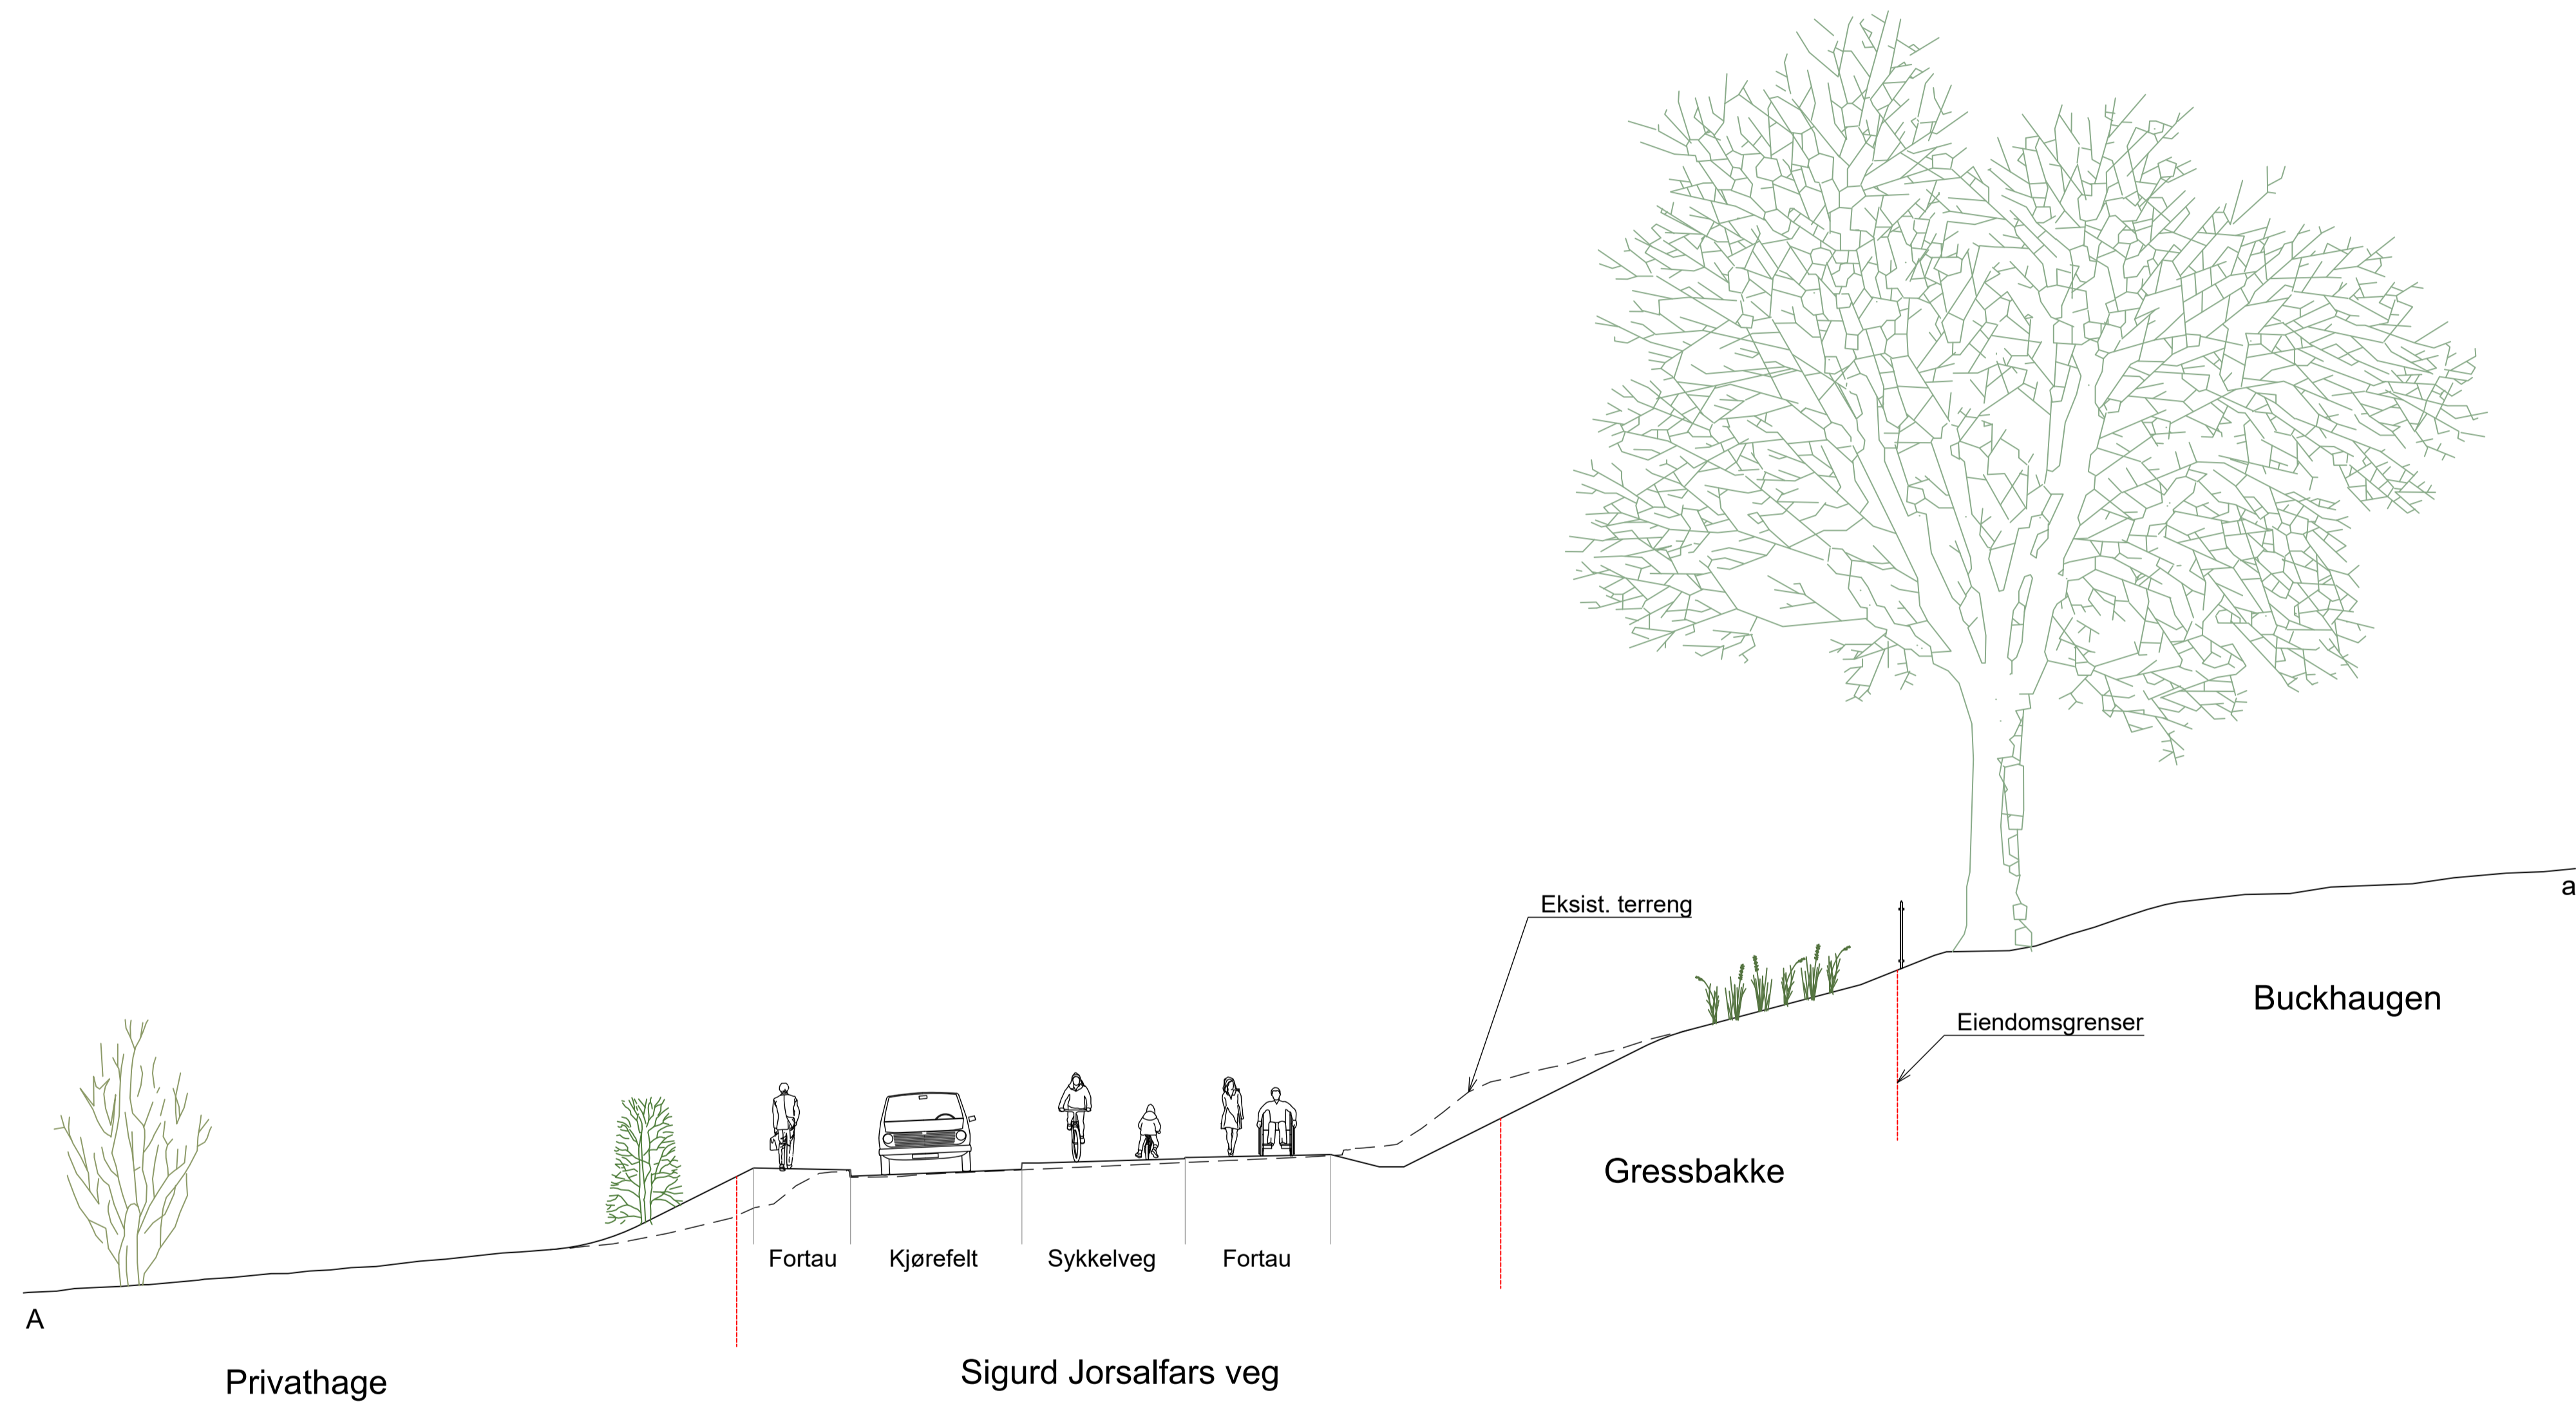 Eksist. terreng
a
Buckhaugen
Eiendomsgrenser
Gressbakke
Fortau
Kjørefelt
Sykkelveg
Fortau
A
Privathage
Sigurd Jorsalfars veg